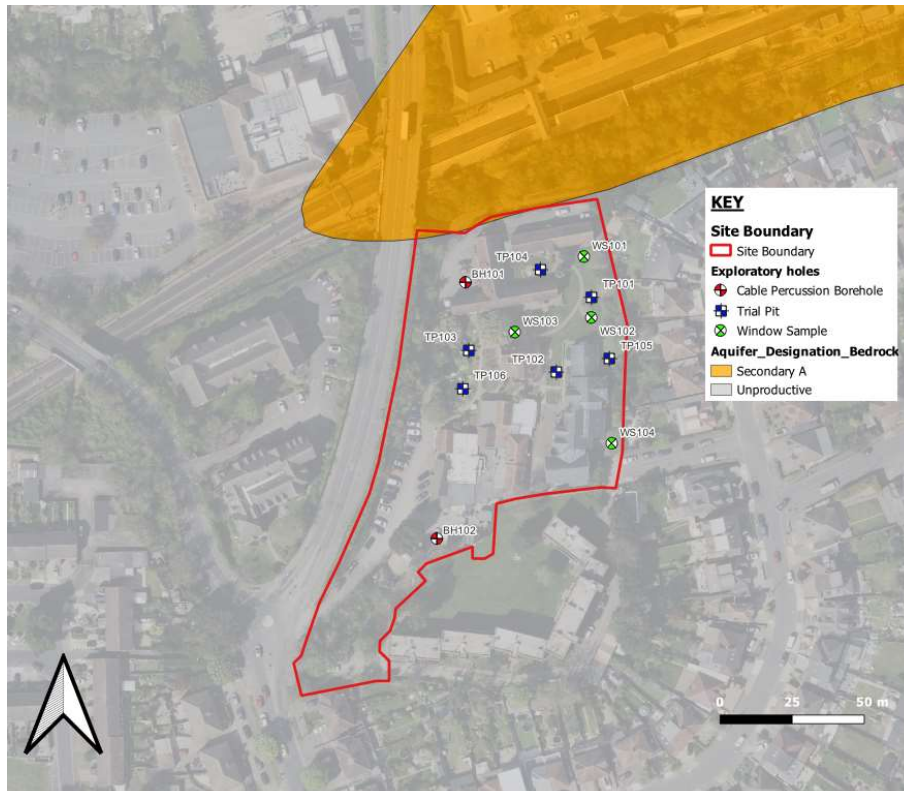 WS101
TP104
BH101
TP101
WS103
WS102
TP103
TP102
TP105
TP106
WS104
BH102
KEY
Site Boundary
Site Boundary
Exploratory holes
Cable Percussion Borehole
Trial Pit
Window Sample
Aquifer_Designation_Bedrock
Secondary A
Unproductive
0 25 50 m